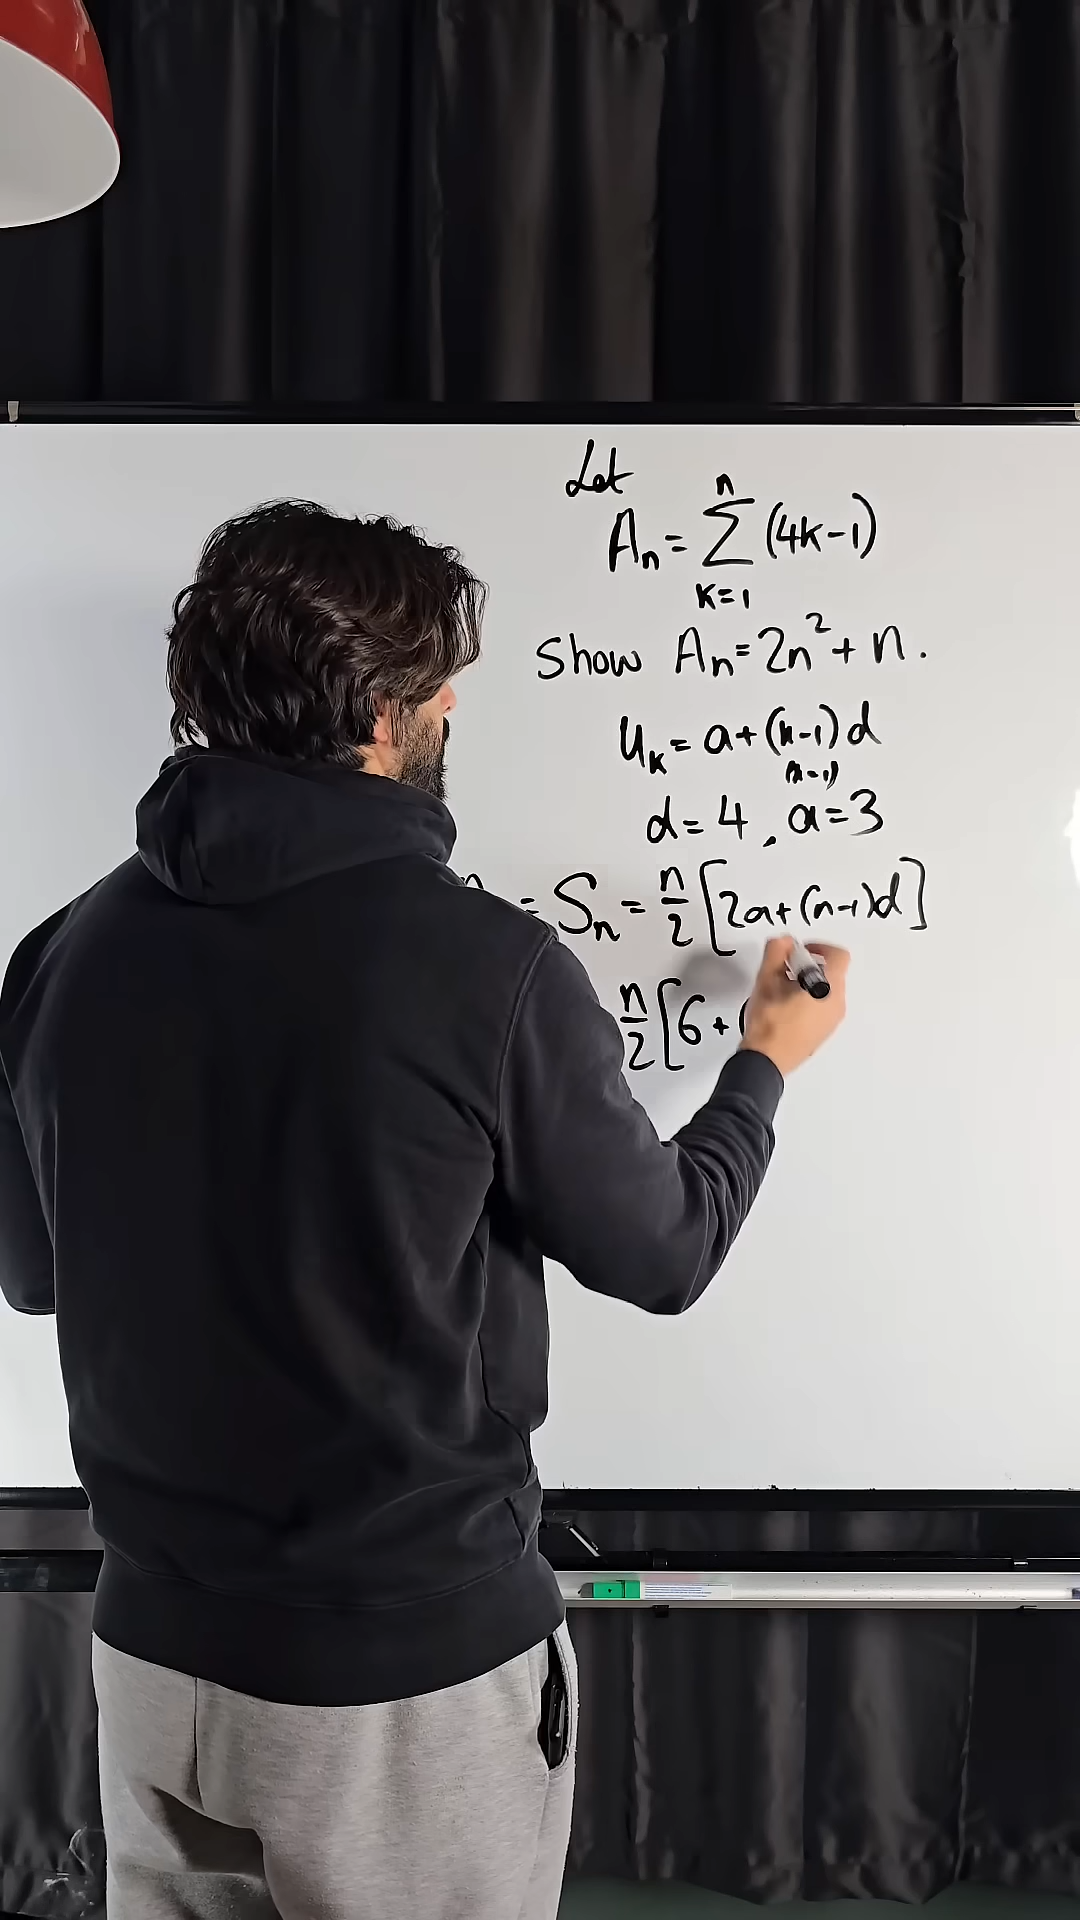 Let
Aₙ = Σ (4k-1)
n
k=1
Show Aₙ = 2n² + n.
Uₖ = a + (k-1)d
(k-1)
d = 4, a = 3
n = Sₙ = n/2 [2a + (n-1)d]
n/2 [6 + (